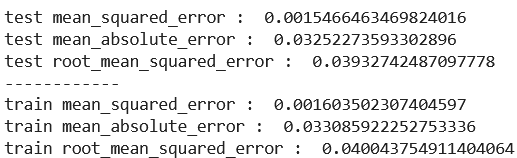 test mean_squared_error :  0.0015466463469824016
test mean_absolute_error :  0.03252273593302896
test root_mean_squared_error :  0.03932742487097778
------------
train mean_squared_error :  0.001603502307404597
train mean_absolute_error :  0.033085922252753336
train root_mean_squared_error :  0.040043754911404064